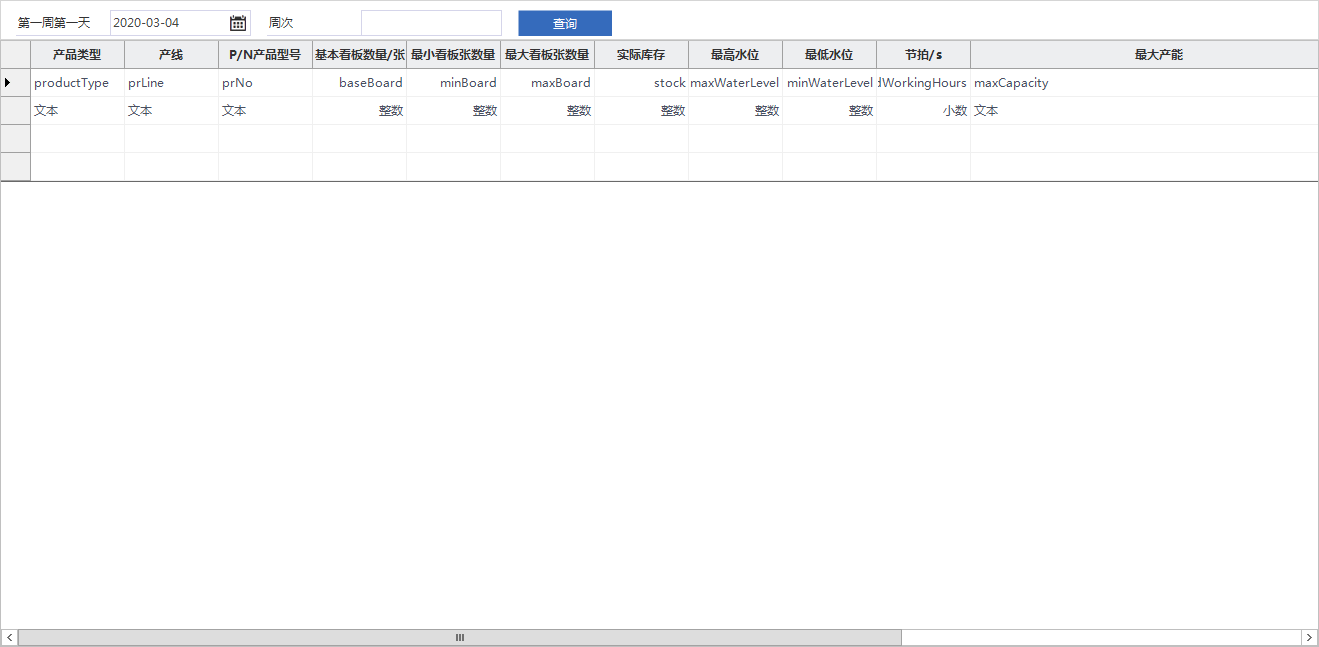 第一周第一天 2020-03-04 周次 查询
产品类型 产线 P/N产品型号 基本看板数量/张 最小看板张数量 最大看板张数量 实际库存 最高水位 最低水位 节拍/s 最大产能
productType prLine prNo baseBoard minBoard maxBoard stock maxWaterLevel minWaterLevel dWorkingHours maxCapacity
文本 文本 文本 整数 整数 整数 整数 整数 整数 小数 文本